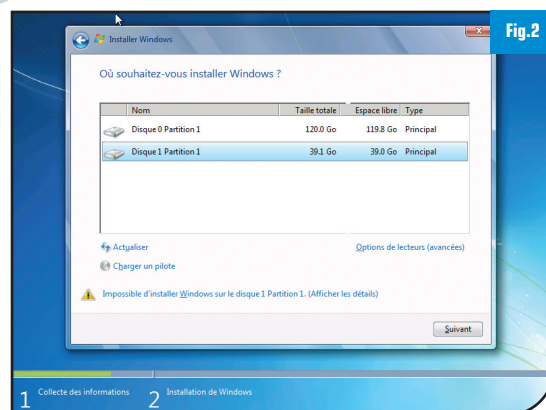 Fig.2
Installer Windows
Où souhaitez-vous installer Windows ?
Nom Taille totale Espace libre Type
Disque 0 Partition 1 120.0 Go 119.8 Go Principal
Disque 1 Partition 1 39.1 Go 39.0 Go Principal
Actualiser Options de lecteurs (avancées)
Charger un pilote
Impossible d'installer Windows sur le disque 1 Partition 1. (Afficher les détails)
Suivant
1 Collecte des informations 2 Installation de Windows